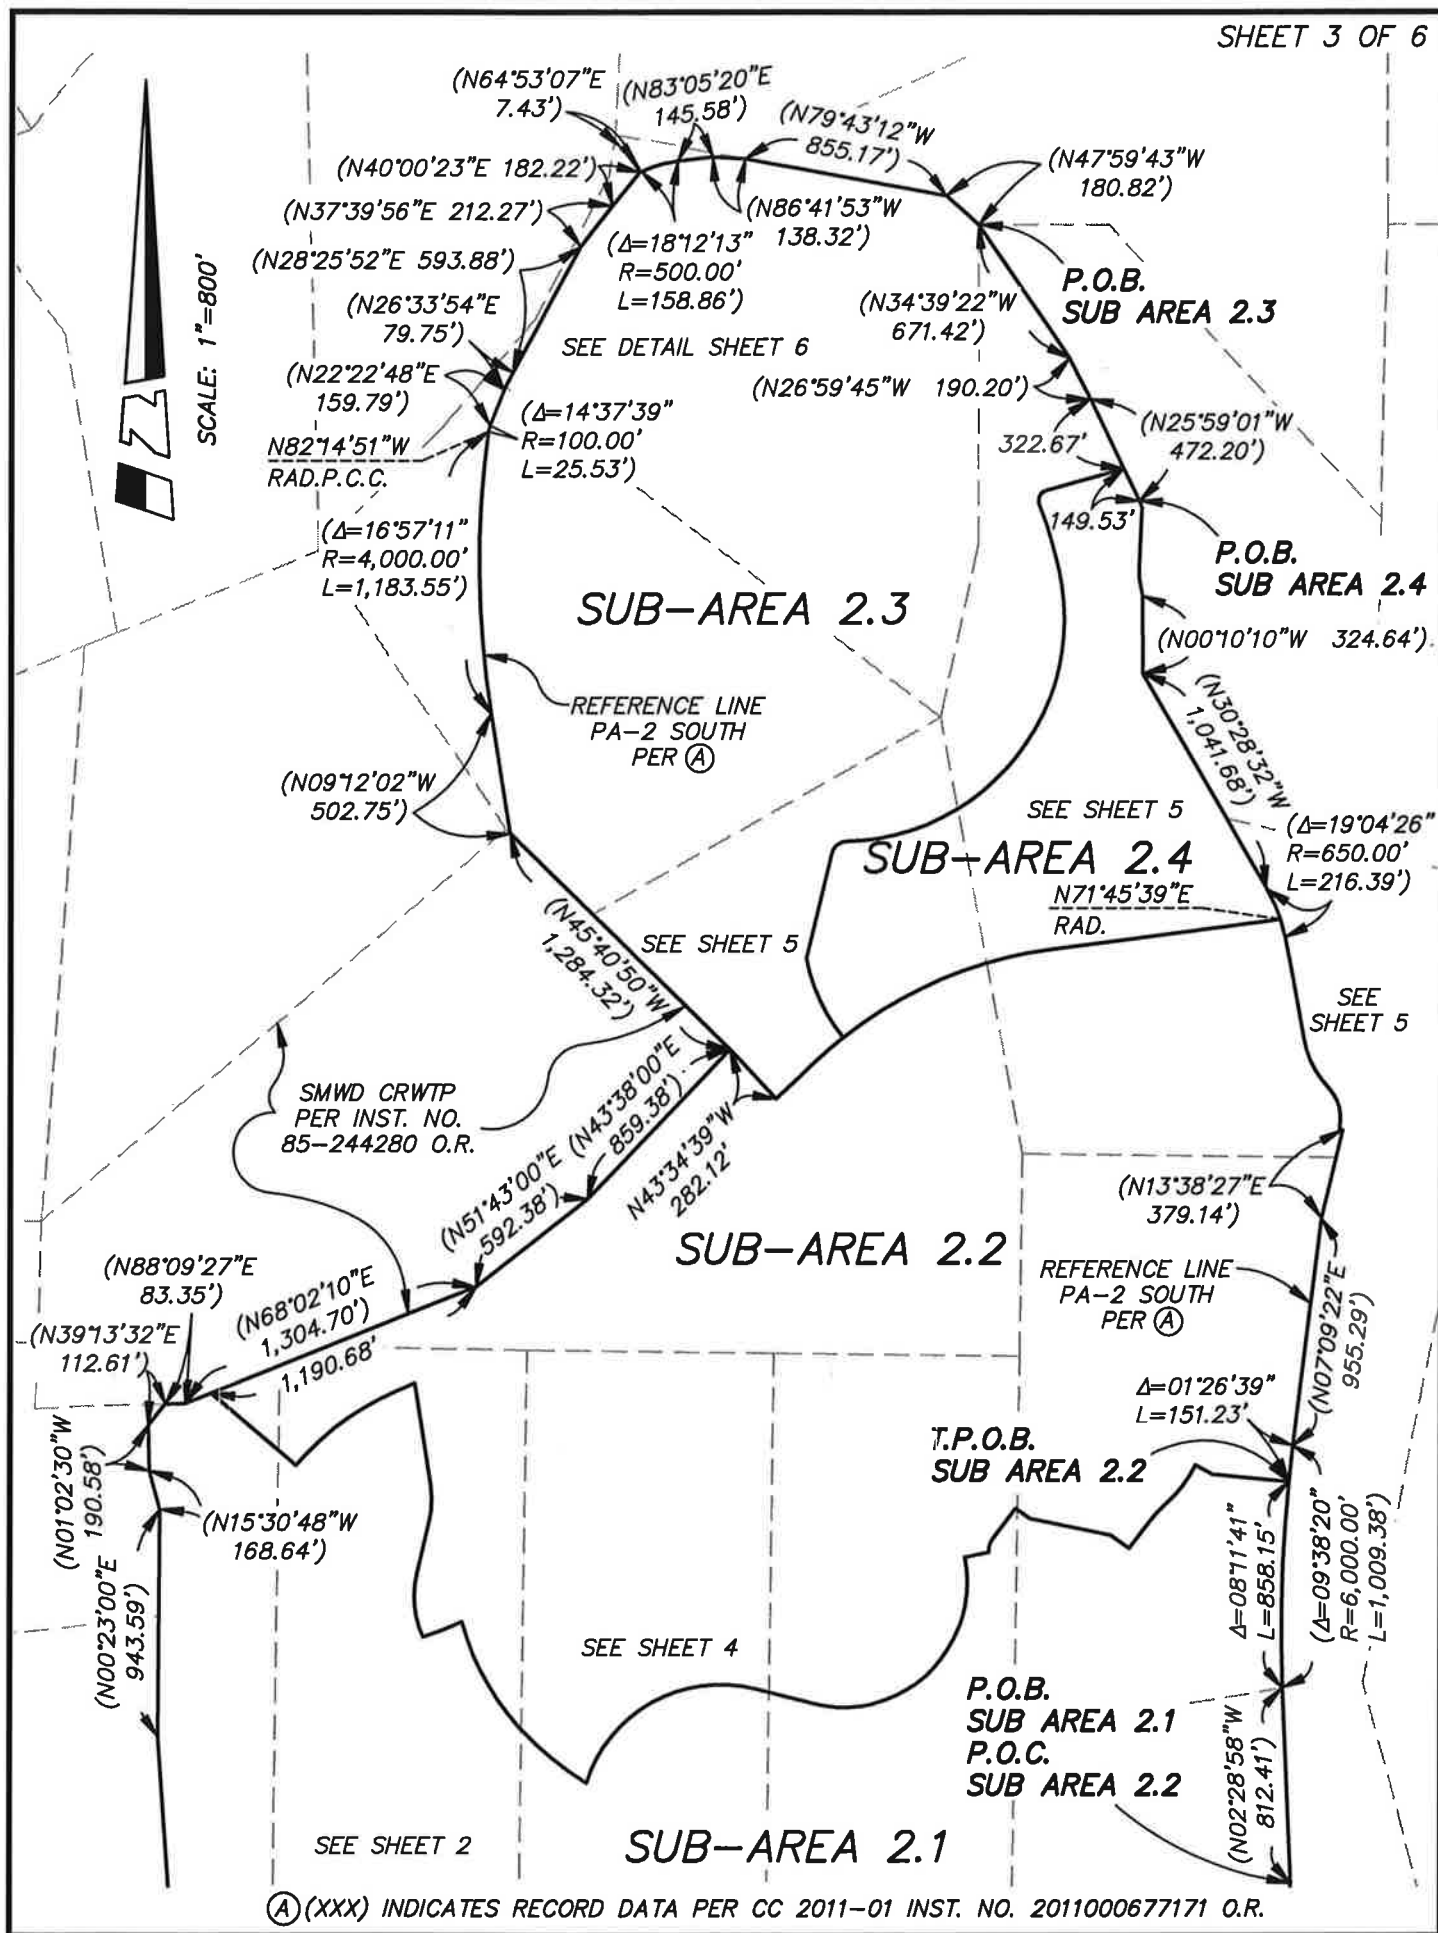 SHEET 3 OF 6
(N64°53'07"E
7.43')
(N83°05'20"E
145.58')
(N79°43'12"W
855.17')
(N47°59'43"W
180.82')
(N40°00'23"E 182.22')
(N37°39'56"E 212.27')
(N28°25'52"E 593.88')
(N86°41'53"W
138.32')
(Δ=18°12'13"
R=500.00'
L=158.86')
P.O.B.
SUB AREA 2.3
SCALE: 1"=800'
N
(N26°33'54"E
79.75')
(N34°39'22"W
671.42')
SEE DETAIL SHEET 6
(N22°22'48"E
159.79')
(N26°59'45"W 190.20')
(Δ=14°37'39"
R=100.00'
L=25.53')
N82°14'51"W
RAD.P.C.C.
322.67'
(N25°59'01"W
472.20')
149.53'
(Δ=16°57'11"
R=4,000.00'
L=1,183.55')
P.O.B.
SUB AREA 2.4
SUB-AREA 2.3
(N00°10'10"W 324.64')
REFERENCE LINE
PA-2 SOUTH
PER (A)
(N30°28'32"W
1,041.68')
(N09°12'02"W
502.75')
SEE SHEET 5
(Δ=19°04'26"
R=650.00'
L=216.39')
SUB-AREA 2.4
N71°45'39"E
RAD.
(N45°40'50"W
1,284.32')
SEE SHEET 5
SEE
SHEET 5
SMWD CRWTP
PER INST. NO.
85-244280 O.R.
(N43°38'00"E
859.38')
(N51°43'00"E
592.38')
N43°34'39"W
282.12'
(N13°38'27"E
379.14')
SUB-AREA 2.2
(N88°09'27"E
83.35')
(N68°02'10"E
1,304.70')
1,190.68'
REFERENCE LINE
PA-2 SOUTH
PER (A)
(N07°09'22"E
955.29')
(N39°13'32"E
112.61')
Δ=01°26'39"
L=151.23'
T.P.O.B.
SUB AREA 2.2
(N01°02'30"W
190.58')
(N15°30'48"W
168.64')
Δ=08°11'41"
L=858.15'
(Δ=09°38'20"
R=6,000.00'
L=1,009.38')
(N00°23'00"E
943.59')
SEE SHEET 4
P.O.B.
SUB AREA 2.1
P.O.C.
SUB AREA 2.2
(N02°28'58"W
812.41')
SEE SHEET 2
SUB-AREA 2.1
(A) (XXX) INDICATES RECORD DATA PER CC 2011-01 INST. NO. 2011000677171 O.R.